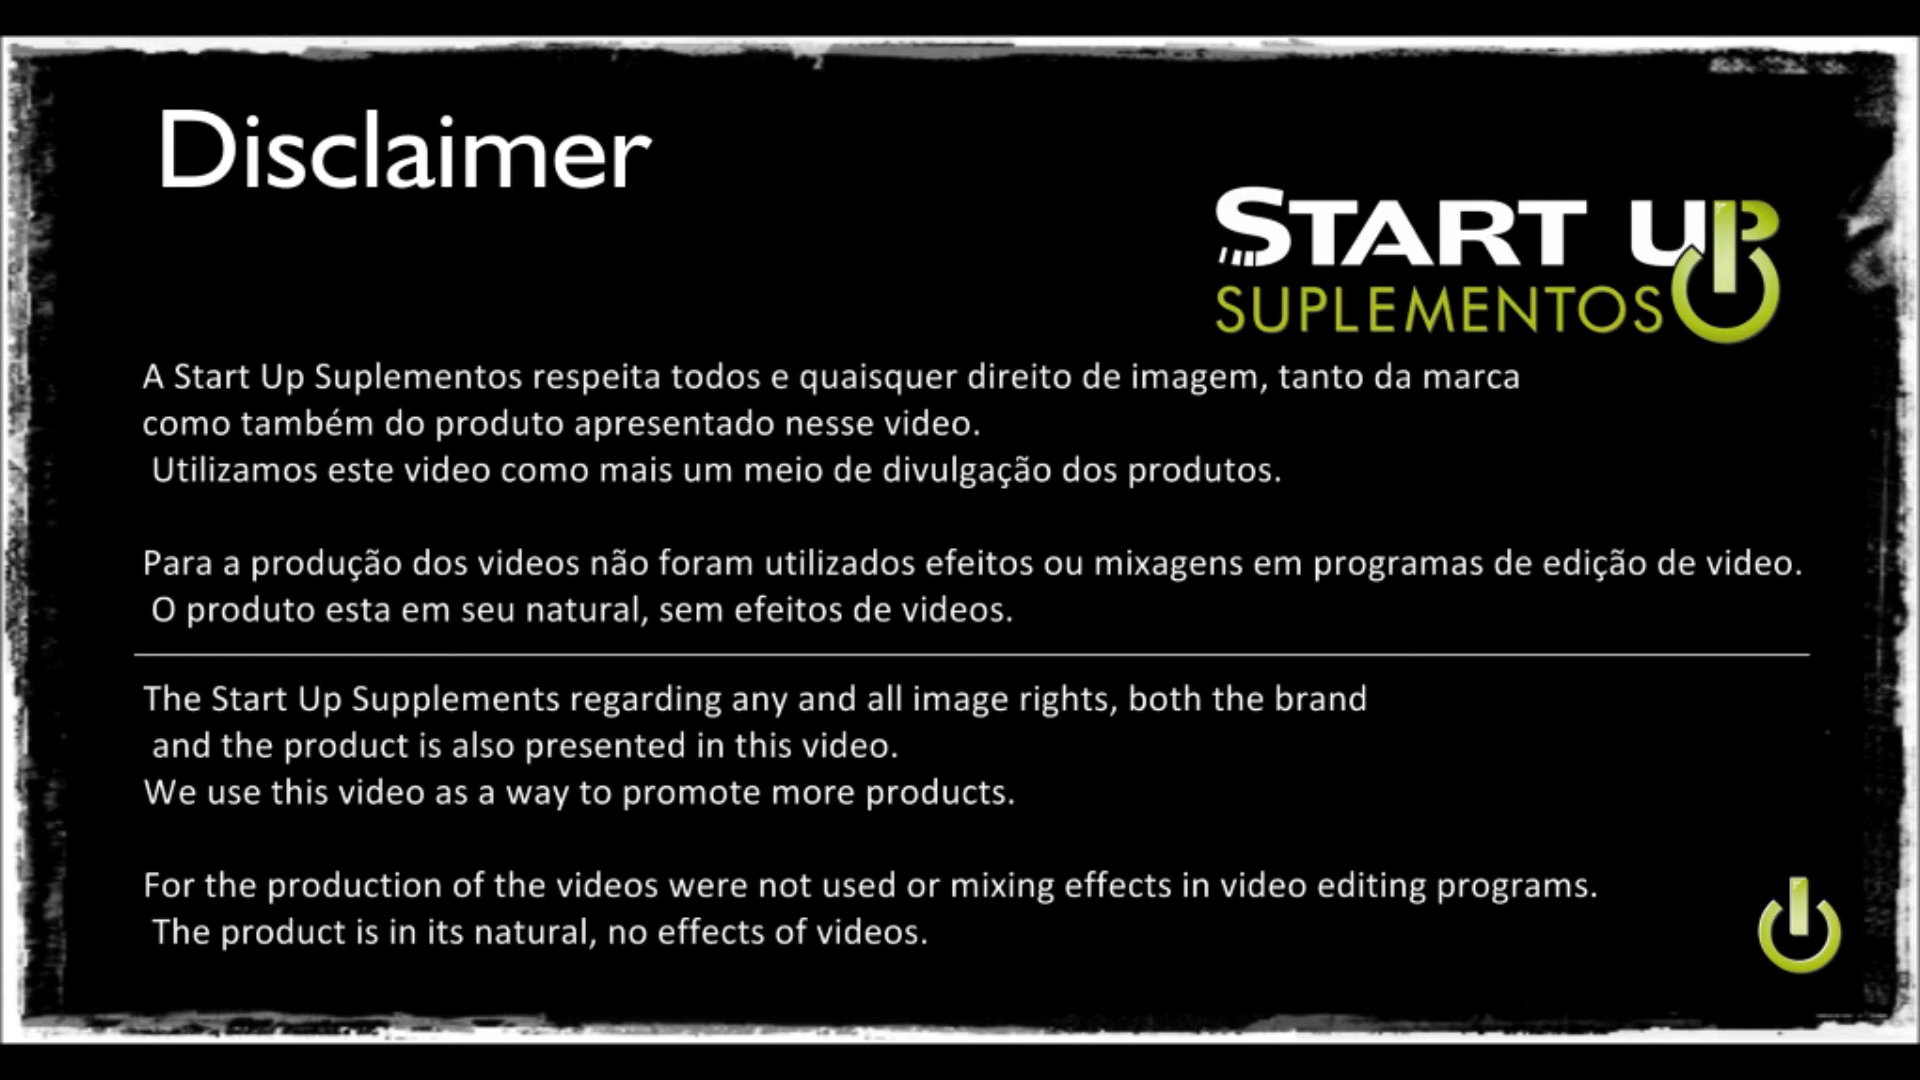 Disclaimer
START UP
SUPLEMENTOS
A Start Up Suplementos respeita todos e quaisquer direito de imagem, tanto da marca
como também do produto apresentado nesse video.
Utilizamos este video como mais um meio de divulgação dos produtos.
Para a produção dos videos não foram utilizados efeitos ou mixagens em programas de edição de video.
O produto esta em seu natural, sem efeitos de videos.
The Start Up Supplements regarding any and all image rights, both the brand
and the product is also presented in this video.
We use this video as a way to promote more products.
For the production of the videos were not used or mixing effects in video editing programs.
The product is in its natural, no effects of videos.